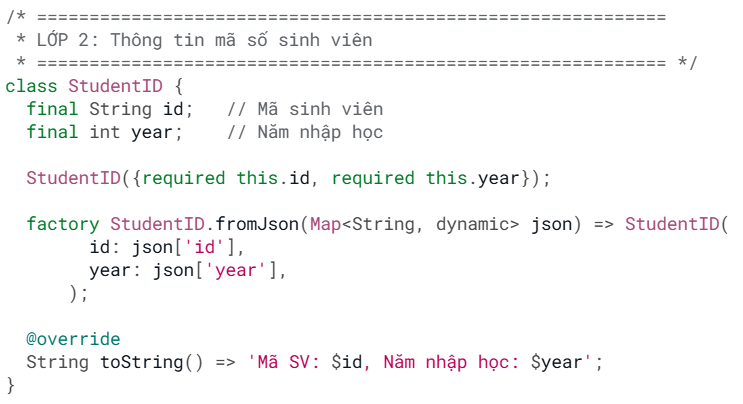 /* ============================================================
 * LỚP 2: Thông tin mã số sinh viên
 * ============================================================ */
class StudentID {
  final String id;   // Mã sinh viên
  final int year;    // Năm nhập học

  StudentID({required this.id, required this.year});

  factory StudentID.fromJson(Map<String, dynamic> json) => StudentID(
        id: json['id'],
        year: json['year'],
      );

  @override
  String toString() => 'Mã SV: $id, Năm nhập học: $year';
}